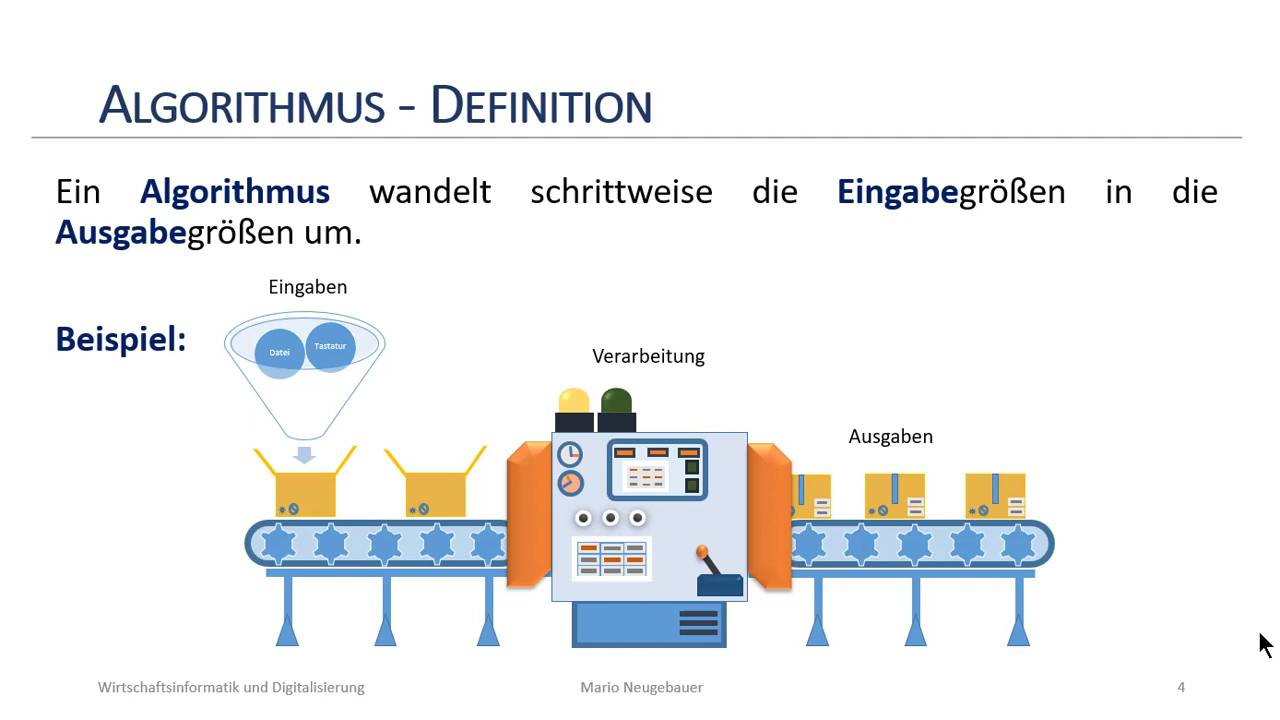 ALGORITHMUS - DEFINITION
Ein Algorithmus wandelt schrittweise die Eingabegrößen in die
Ausgabegrößen um.
Eingaben
Beispiel:
Datei
Tastatur
Verarbeitung
Ausgaben
Wirtschaftsinformatik und Digitalisierung
Mario Neugebauer
4